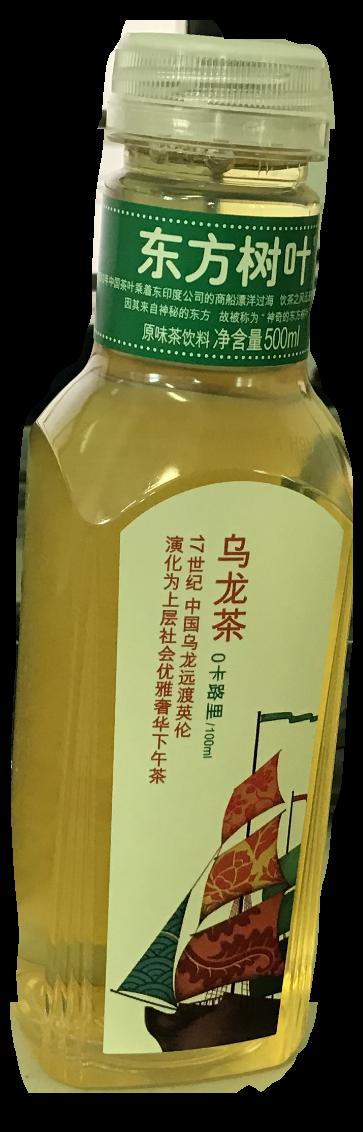 东方树叶
中国茶叶乘着东印度公司的商船漂洋过海 饮茶之风
因其来自神秘的东方 故被称为“神奇的东方树
原味茶饮料 净含量500ml
乌龙茶 0卡路里/100ml
17世纪 中国乌龙远渡英伦
演化为上层社会优雅奢华下午茶